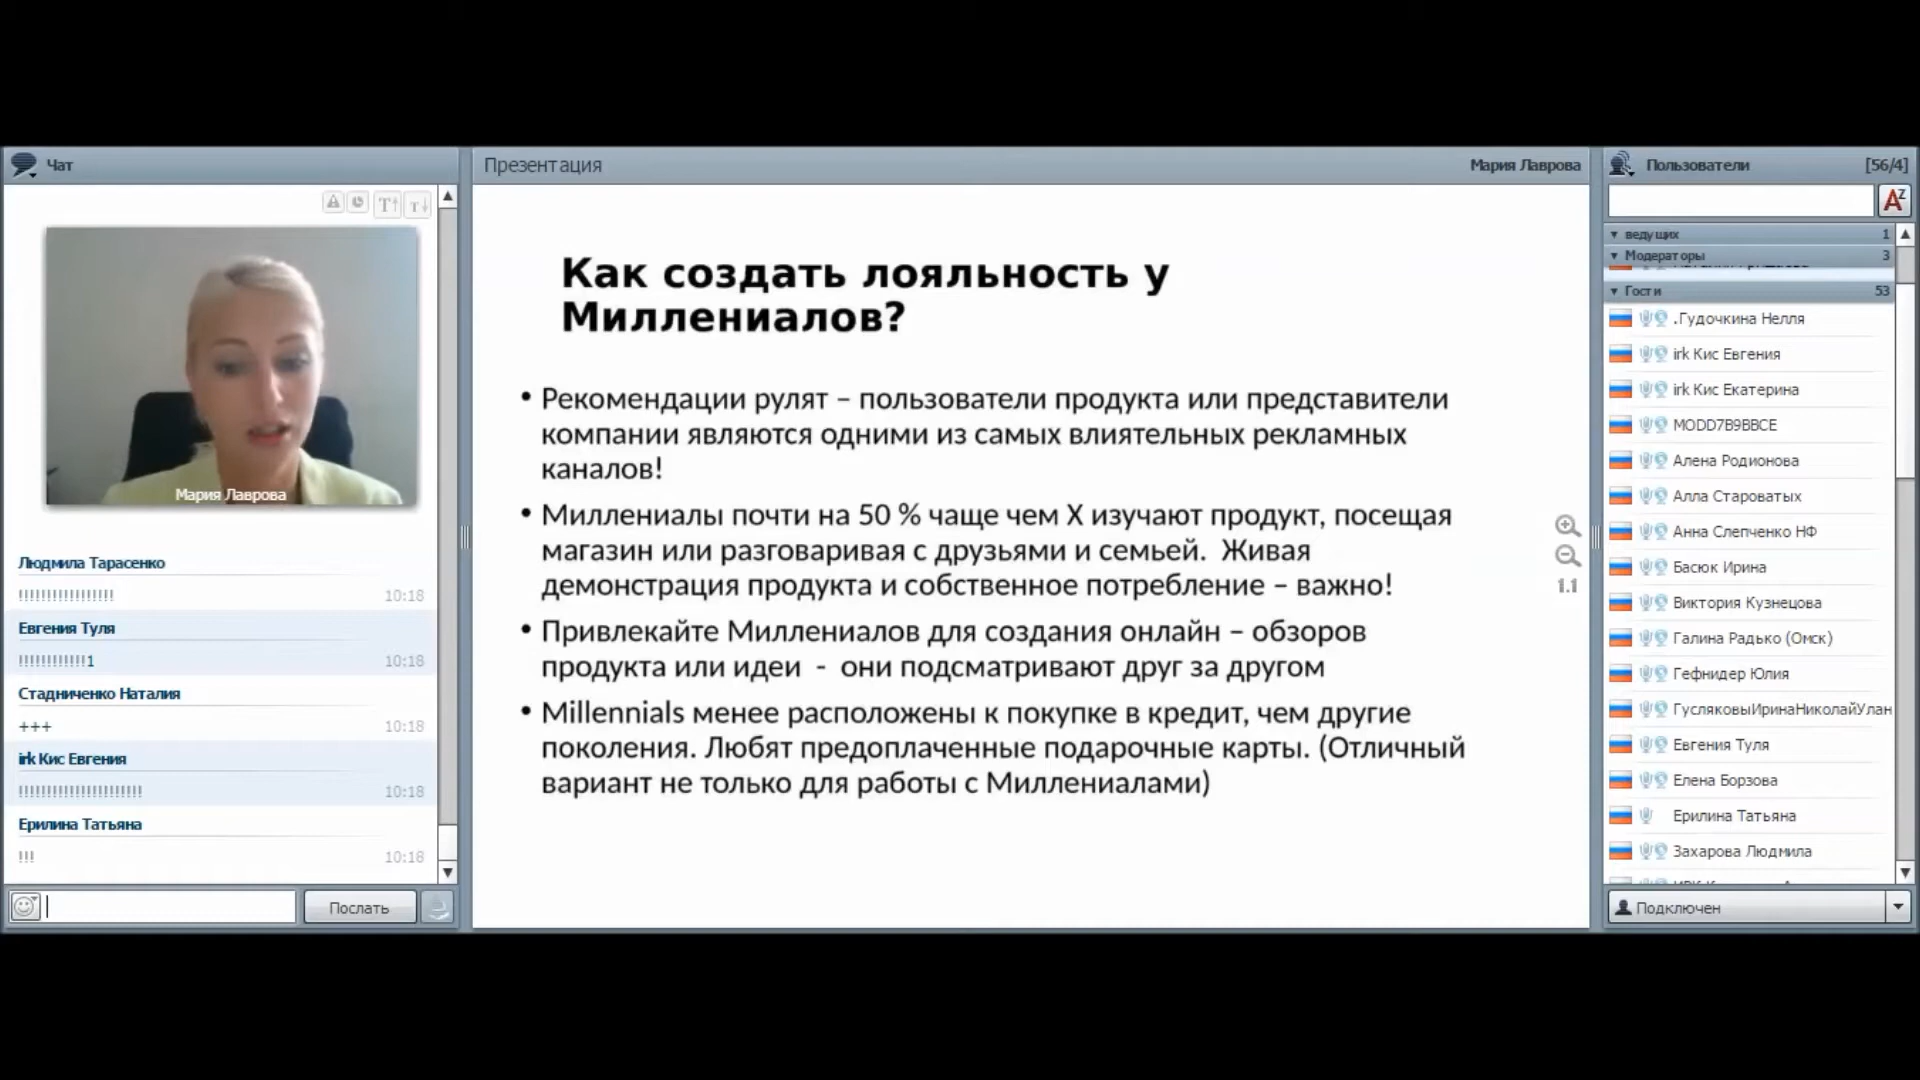 Чат
Мария Лаврова
Людмила Тарасенко
!!!!!!!!!!!!!!!!! 10:18
Евгения Туля
!!!!!!!!!!!!1 10:18
Стадниченко Наталия
+++ 10:18
irk Кис Евгения
!!!!!!!!!!!!!!!!!!!!!! 10:18
Ерилина Татьяна
!!! 10:18
Послать
Презентация
Мария Лаврова
Как создать лояльность у
Миллениалов?
• Рекомендации рулят – пользователи продукта или представители
компании являются одними из самых влиятельных рекламных
каналов!
• Миллениалы почти на 50 % чаще чем Х изучают продукт, посещая
магазин или разговаривая с друзьями и семьей. Живая
демонстрация продукта и собственное потребление – важно!
• Привлекайте Миллениалов для создания онлайн – обзоров
продукта или идеи - они подсматривают друг за другом
• Millennials менее расположены к покупке в кредит, чем другие
поколения. Любят предоплаченные подарочные карты. (Отличный
вариант не только для работы с Миллениалами)
1.1
Пользователи [56/4]
ведущих 1
Модераторы 3
Гости 53
.Гудочкина Нелля
irk Кис Евгения
irk Кис Екатерина
MODD7B9BBCE
Алена Родионова
Алла Староватых
Анна Слепченко НФ
Басюк Ирина
Виктория Кузнецова
Галина Радько (Омск)
Гефнидер Юлия
ГусляковыИринаНиколайУлан
Евгения Туля
Елена Борзова
Ерилина Татьяна
Захарова Людмила
Подключен